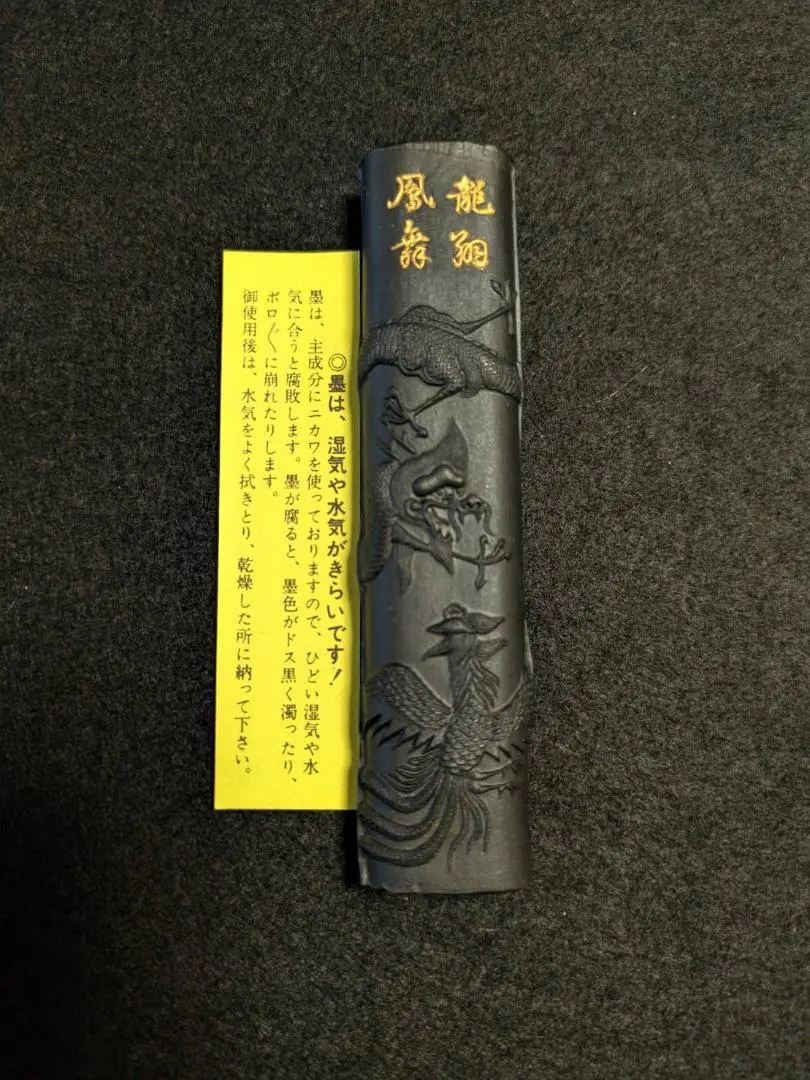 龍翔
鳳舞
◎墨は、湿気や水気がきらいです！
墨は、主成分にニカワを使っておりますので、ひどい湿気や水
気に合うと腐敗します。墨が腐ると、墨色がドス黒く濁ったり、
ボロ〴〵に崩れたりします。
御使用後は、水気をよく拭きとり、乾燥した所に納って下さい。